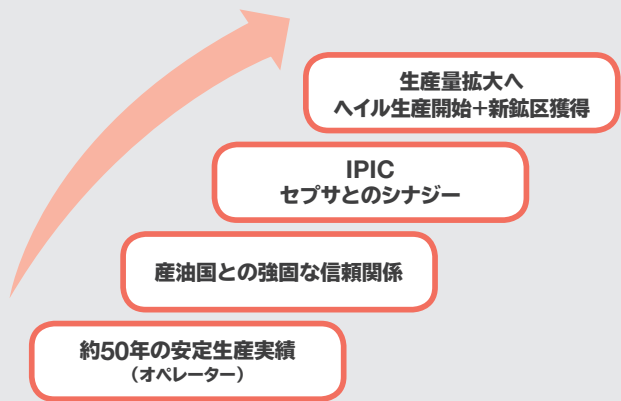 生産量拡大へ
ヘイル生産開始+新鉱区獲得
IPIC
セプサとのシナジー
産油国との強固な信頼関係
約50年の安定生産実績
（オペレーター）